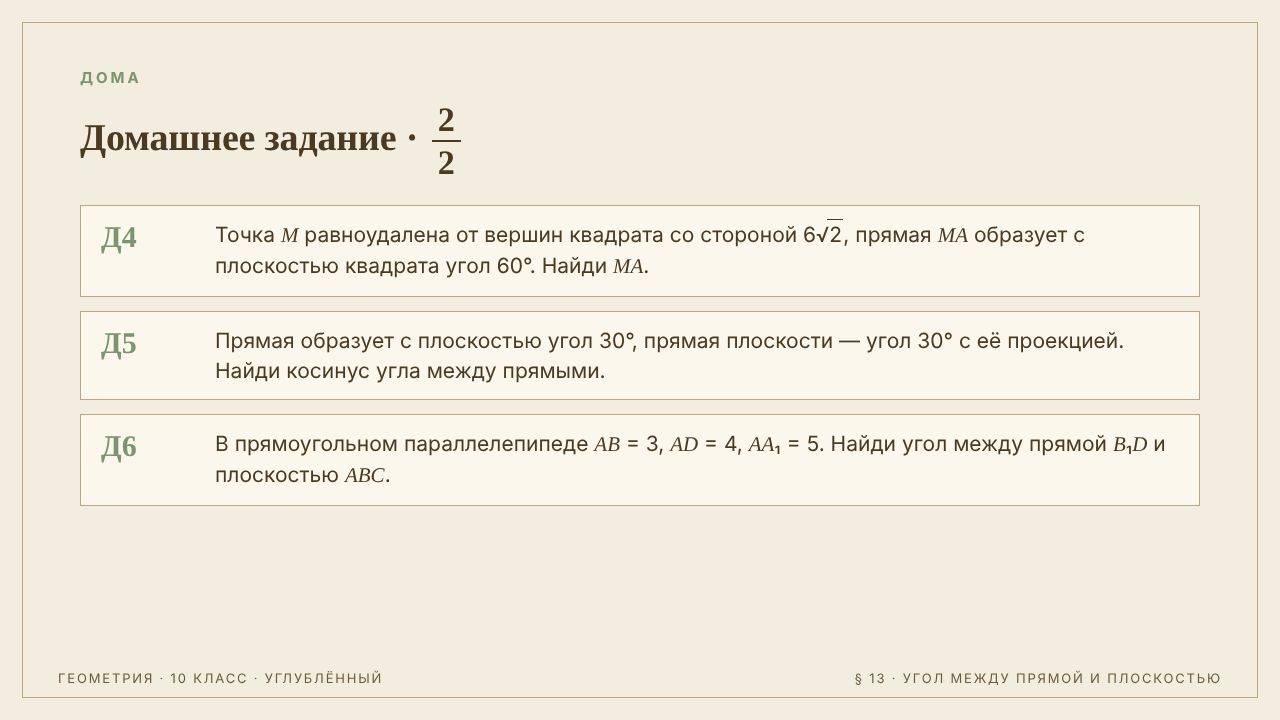 ДОМА
Домашнее задание · 2/2
Д4
Точка M равноудалена от вершин квадрата со стороной 6√2, прямая MA образует с
плоскостью квадрата угол 60°. Найди MA.
Д5
Прямая образует с плоскостью угол 30°, прямая плоскости — угол 30° с её проекцией.
Найди косинус угла между прямыми.
Д6
В прямоугольном параллелепипеде AB = 3, AD = 4, AA₁ = 5. Найди угол между прямой B₁D и
плоскостью ABC.
ГЕОМЕТРИЯ · 10 КЛАСС · УГЛУБЛЁННЫЙ
§ 13 · УГОЛ МЕЖДУ ПРЯМОЙ И ПЛОСКОСТЬЮ